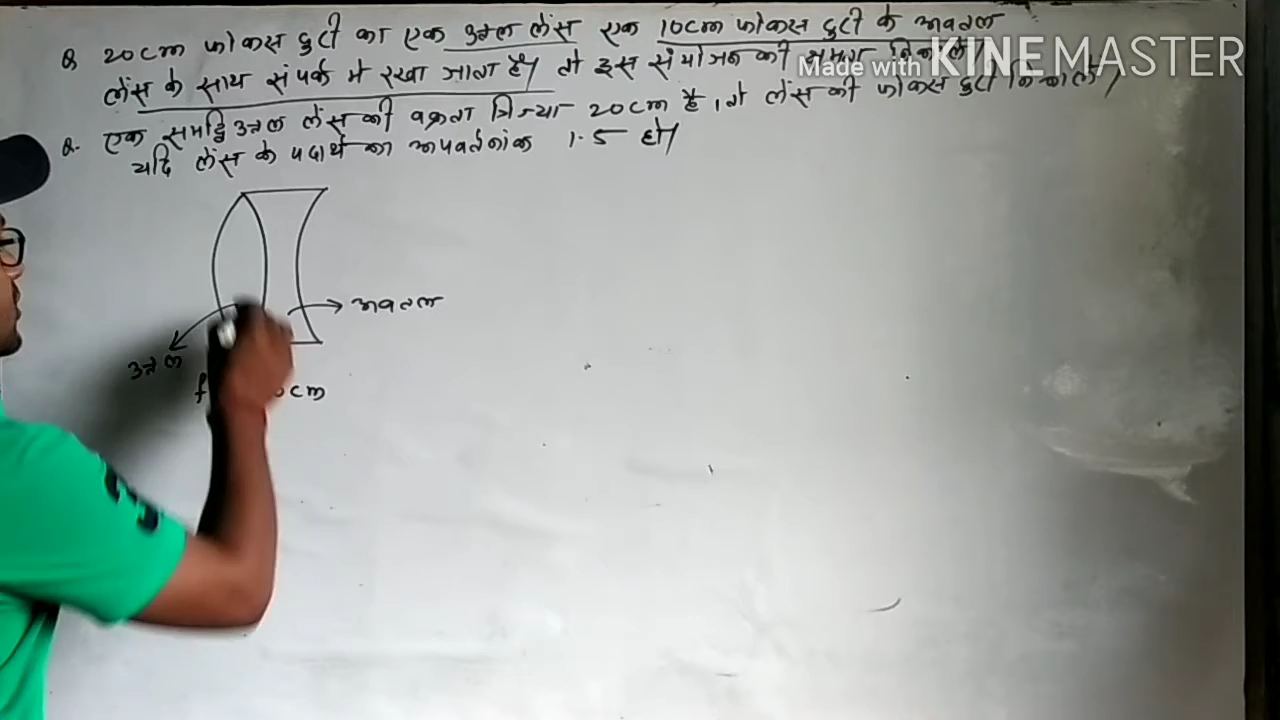 Q 20cm फोकस दुरी का एक उत्तल लेंस एक 10cm फोकस दुरी के अवतल
लेंस के साथ संपर्क मे रखा जाता है। तो इस संयोजन की क्षमता निकाले
Made with KINEMASTER
Q. एक समद्वि उत्तल लेंस की वक्रता त्रिज्या 20cm है, तो लेंस की फोकस दुरी निकाले।
यदि लेंस के पदार्थ का अपवर्तनांक 1.5 हो।
अवतल
उत्तल
f cm